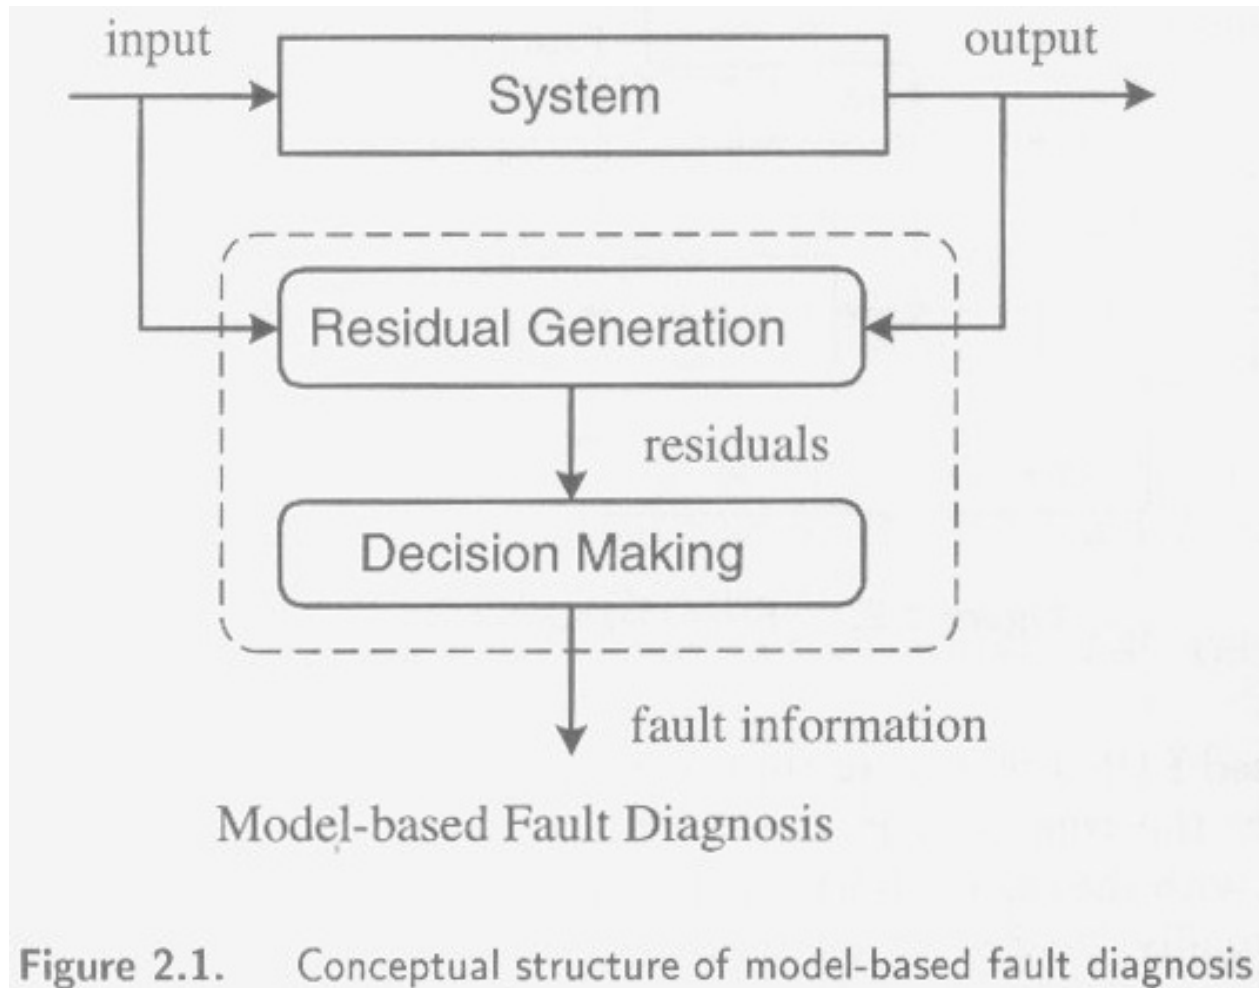 input
output
System
Residual Generation
residuals
Decision Making
fault information
Model-based Fault Diagnosis
Figure 2.1. Conceptual structure of model-based fault diagnosis